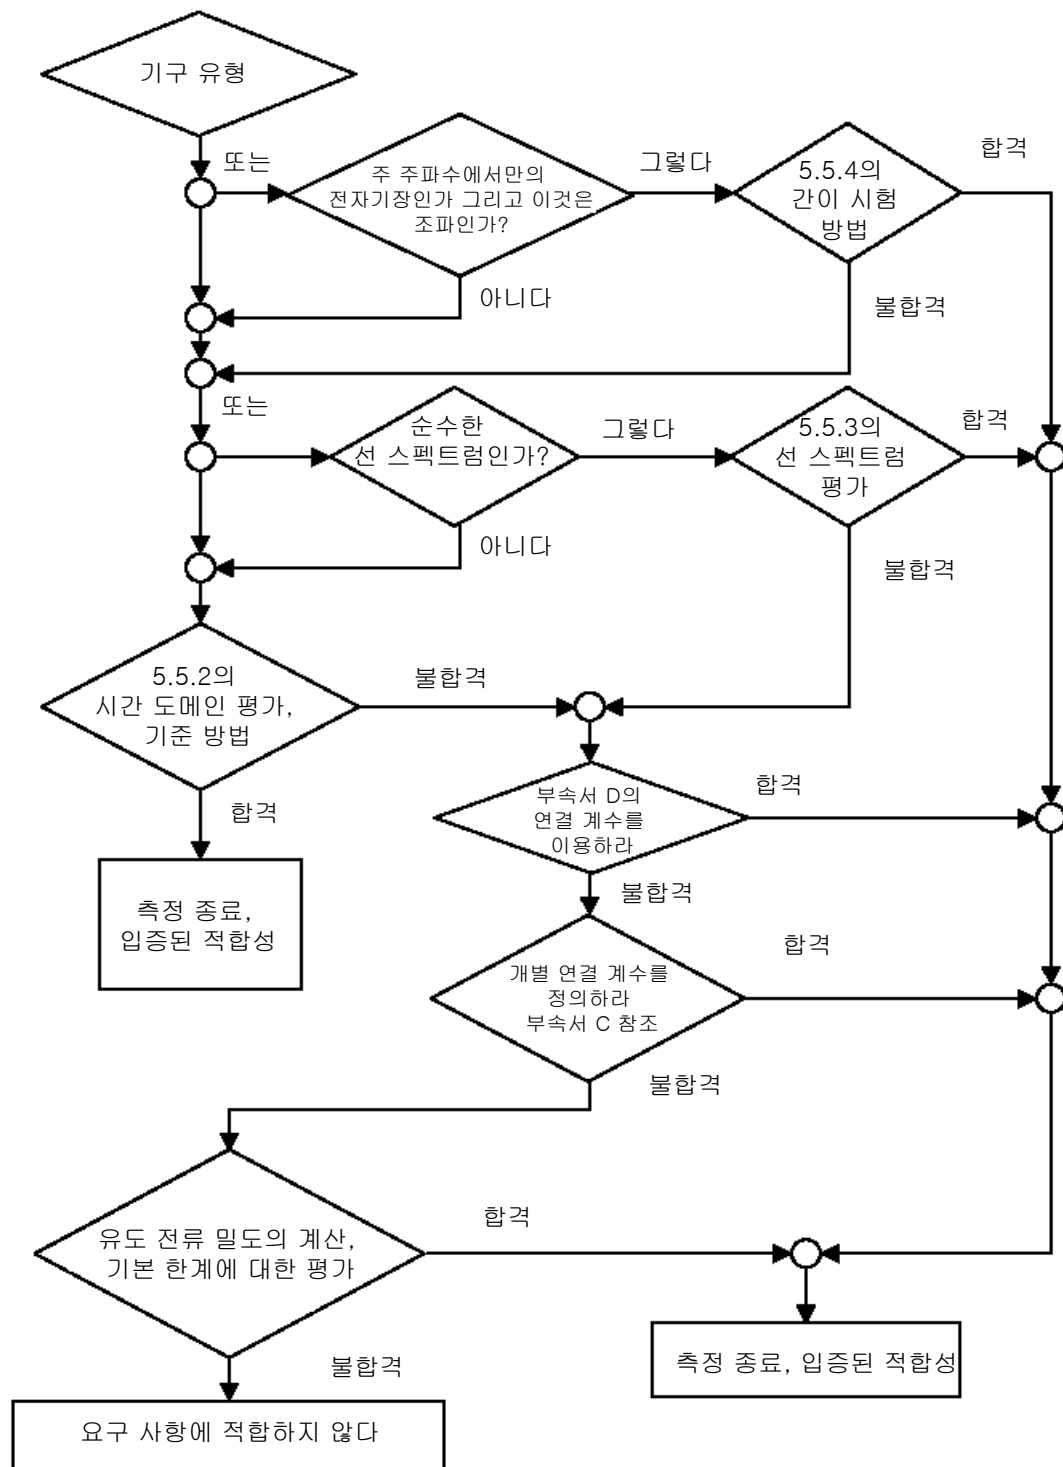 기구 유형
또는
주 주파수에서만의
전자기장인가 그리고 이것은
조파인가?
그렇다
5.5.4의
간이 시험
방법
합격
아니다
불합격
또는
순수한
선 스펙트럼인가?
그렇다
5.5.3의
선 스펙트럼
평가
합격
아니다
불합격
5.5.2의
시간 도메인 평가,
기준 방법
불합격
합격
부속서 D의
연결 계수를
이용하라
합격
불합격
측정 종료,
입증된 적합성
개별 연결 계수를
정의하라
부속서 C 참조
합격
불합격
유도 전류 밀도의 계산,
기본 한계에 대한 평가
합격
불합격
측정 종료, 입증된 적합성
요구 사항에 적합하지 않다